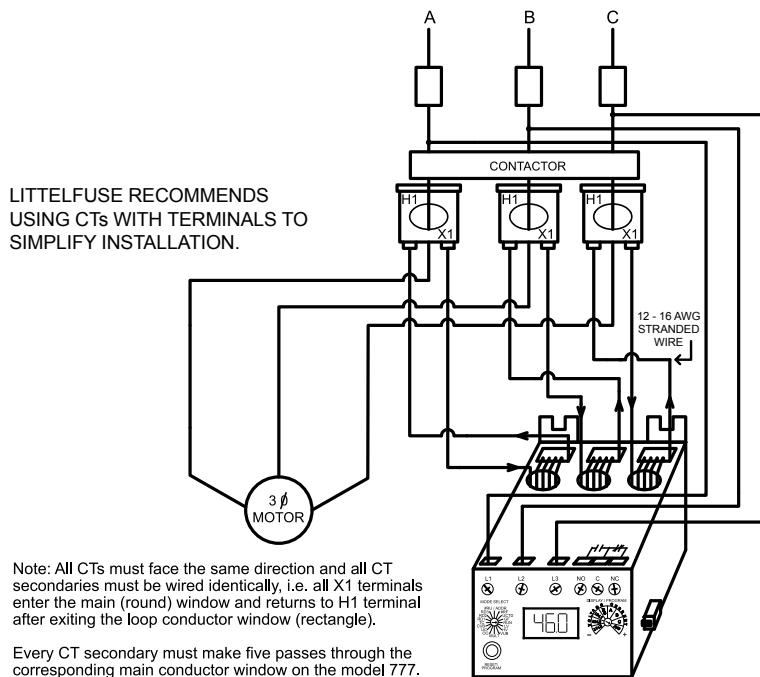 A B C
CONTACTOR
LITTELFUSE RECOMMENDS
USING CTs WITH TERMINALS TO
SIMPLIFY INSTALLATION.
H1 H1 H1
X1 X1 X1
12 - 16 AWG
STRANDED
WIRE
3 Ø
MOTOR
Note: All CTs must face the same direction and all CT
secondaries must be wired identically, i.e. all X1 terminals
enter the main (round) window and returns to H1 terminal
after exiting the loop conductor window (rectangle).
Every CT secondary must make five passes through the
corresponding main conductor window on the model 777.
L1 L2 L3 NO C NC
MODE SELECT DISPLAY / PROGRAM
#RU / ADDR
46.0
- +
RESET/
PROGRAM